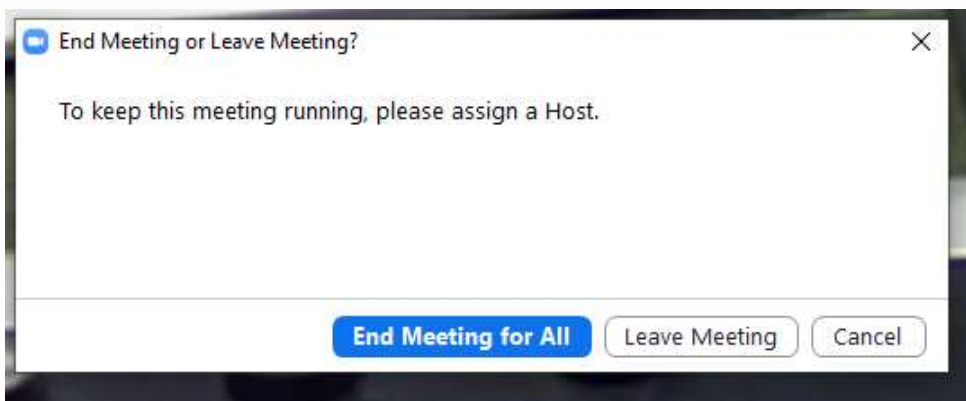 End Meeting or Leave Meeting?
To keep this meeting running, please assign a Host.
End Meeting for All Leave Meeting Cancel